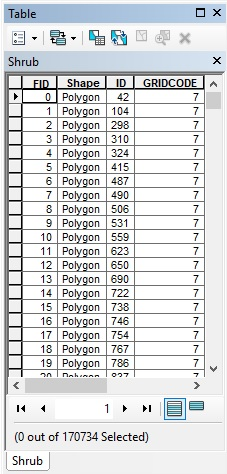 Table
Shrub
FID Shape ID GRIDCODE
0 Polygon 42 7
1 Polygon 104 7
2 Polygon 298 7
3 Polygon 310 7
4 Polygon 324 7
5 Polygon 415 7
6 Polygon 487 7
7 Polygon 490 7
8 Polygon 506 7
9 Polygon 531 7
10 Polygon 559 7
11 Polygon 623 7
12 Polygon 650 7
13 Polygon 690 7
14 Polygon 722 7
15 Polygon 738 7
16 Polygon 746 7
17 Polygon 754 7
18 Polygon 767 7
19 Polygon 786 7
20 Polygon 837 7
1
(0 out of 170734 Selected)
Shrub